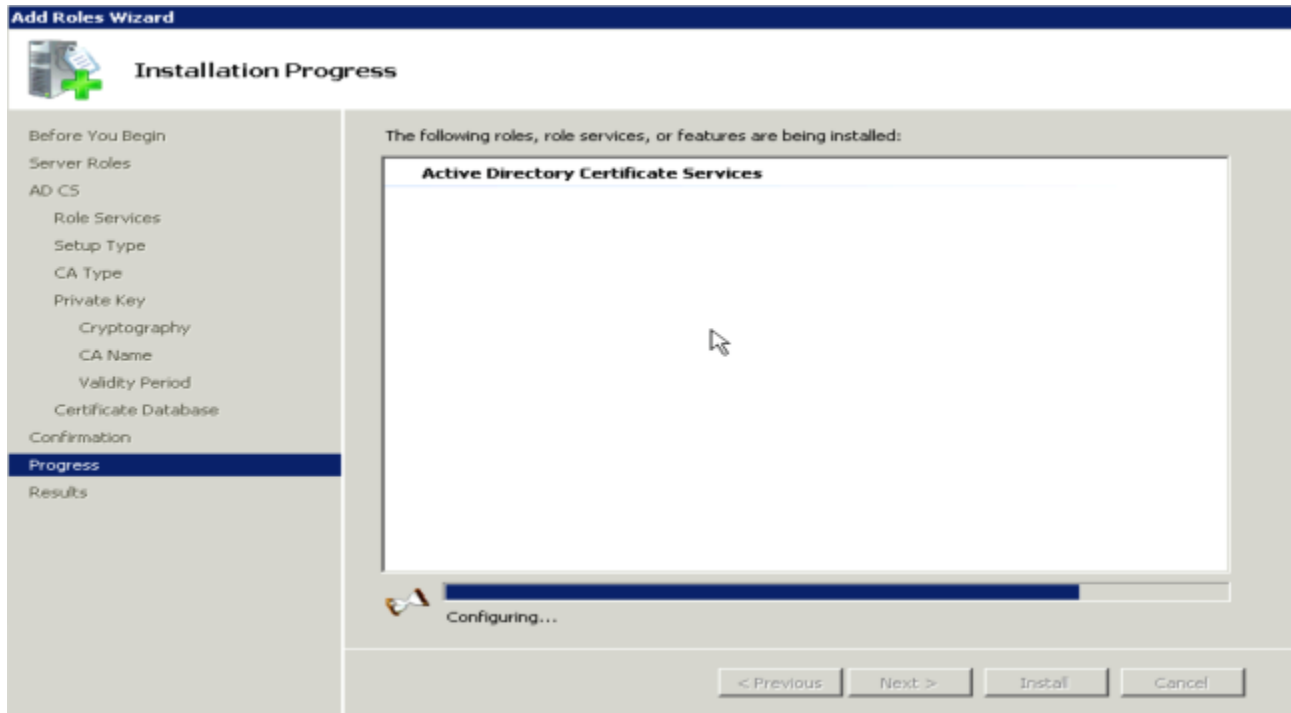 Add Roles Wizard
Installation Progress
Before You Begin
Server Roles
AD CS
Role Services
Setup Type
CA Type
Private Key
Cryptography
CA Name
Validity Period
Certificate Database
Confirmation
Progress
Results
The following roles, role services, or features are being installed:
Active Directory Certificate Services
Configuring...
< Previous
Next >
Install
Cancel